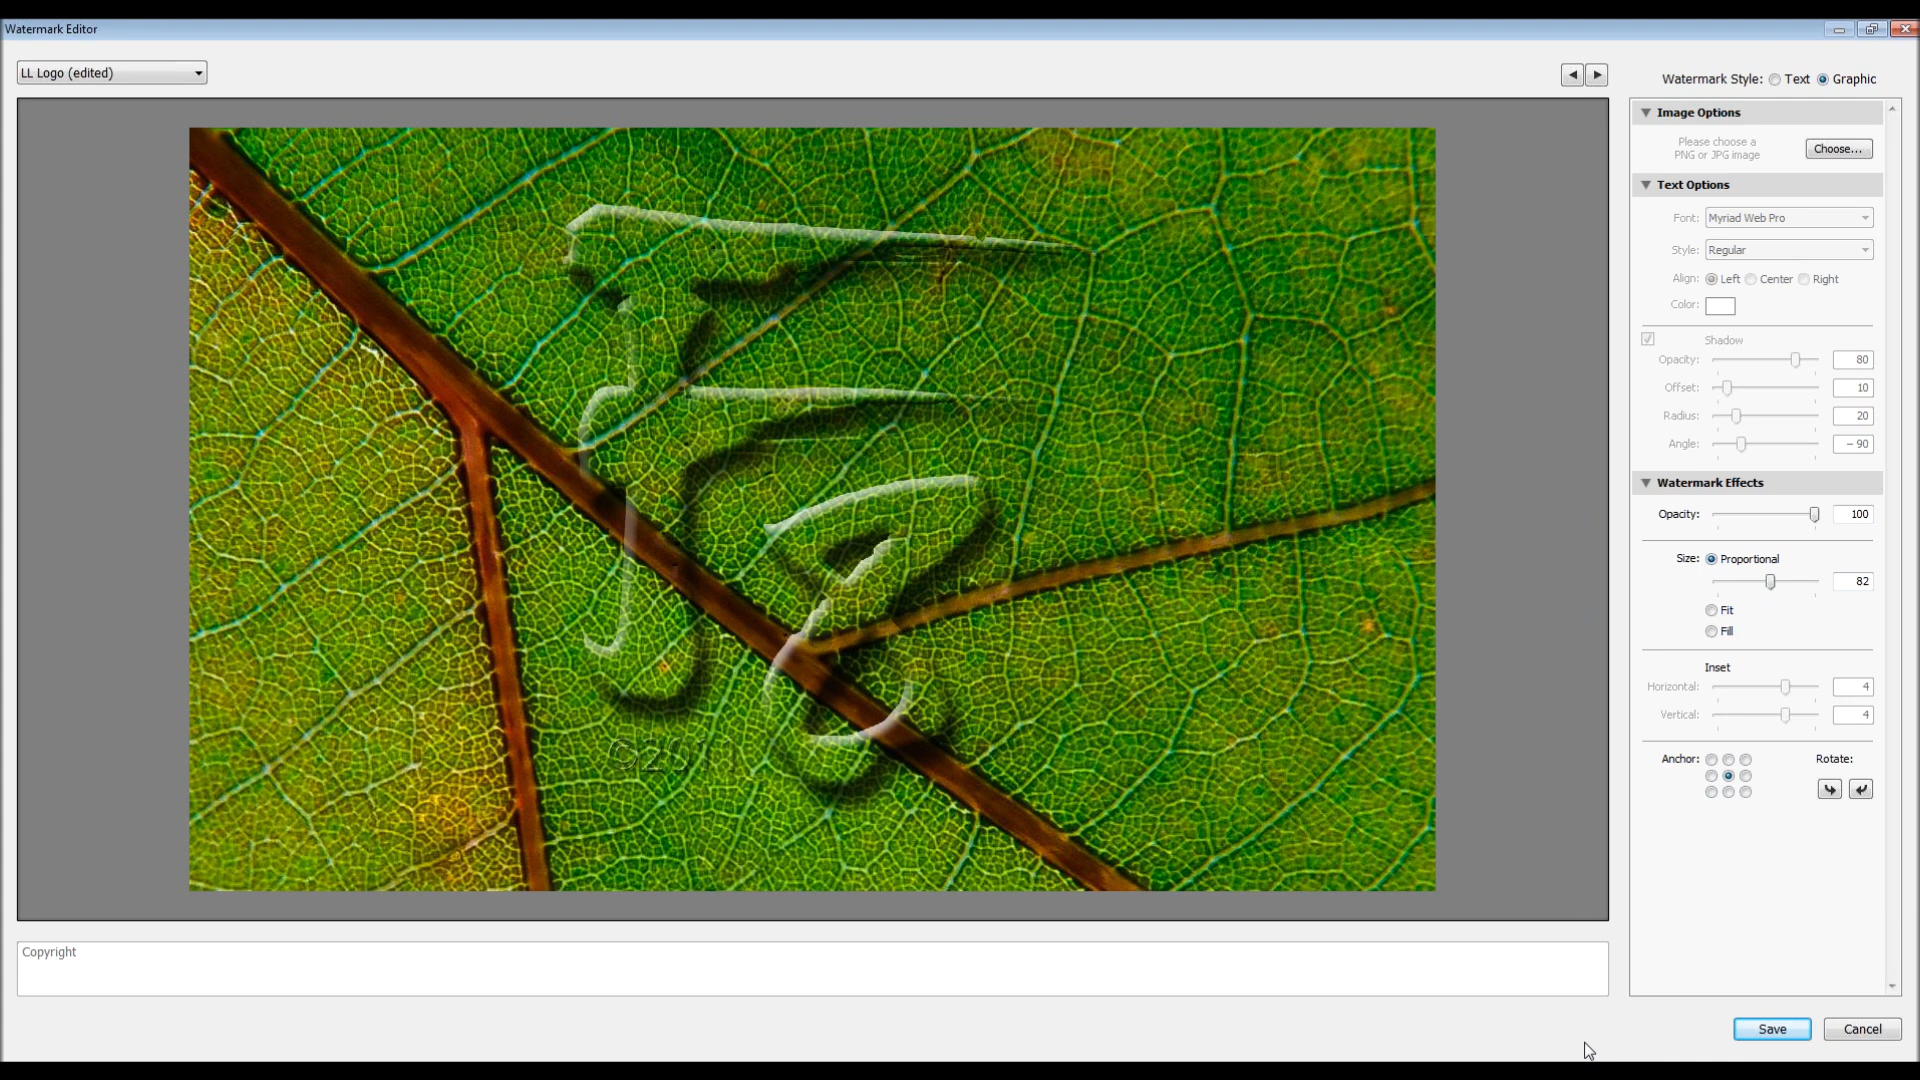 Watermark Editor
LL Logo (edited)
Watermark Style: Text Graphic
Image Options
Please choose a
PNG or JPG image
Choose...
Text Options
Font: Myriad Web Pro
Style: Regular
Align: Left Center Right
Color:
Shadow
Opacity: 80
Offset: 10
Radius: 20
Angle: – 90
Watermark Effects
Opacity: 100
Size: Proportional
82
Fit
Fill
Inset
Horizontal: 4
Vertical: 4
Anchor: Rotate:
©2011
Copyright
Save Cancel